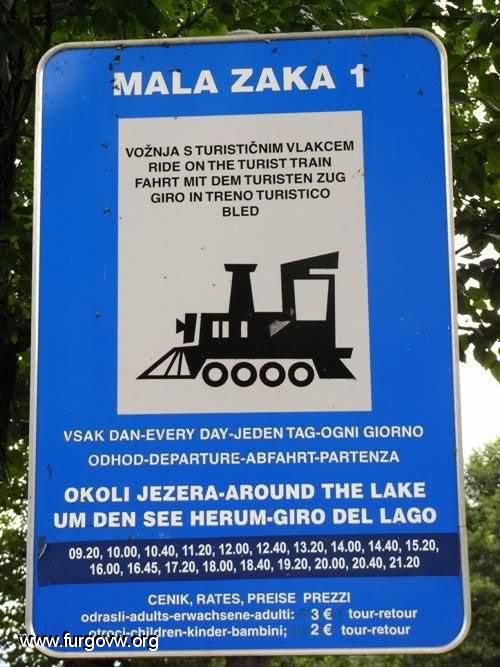 MALA ZAKA 1
VOŽNJA S TURISTIČNIM VLAKCEM
RIDE ON THE TURIST TRAIN
FAHRT MIT DEM TURISTEN ZUG
GIRO IN TRENO TURISTICO
BLED
VSAK DAN-EVERY DAY-JEDEN TAG-OGNI GIORNO
ODHOD-DEPARTURE-ABFAHRT-PARTENZA
OKOLI JEZERA-AROUND THE LAKE
UM DEN SEE HERUM-GIRO DEL LAGO
09.20, 10.00, 10.40, 11.20, 12.00, 12.40, 13.20, 14.00, 14.40, 15.20,
16.00, 16.45, 17.20, 18.00, 18.40, 19.20, 20.00, 20.40, 21.20
CENIK, RATES, PREISE PREZZI
odrasli-adults-erwachsene-adulti: 3 € tour-retour
otroci-children-kinder-bambini; 2 € tour-retour
www.furgovw.org